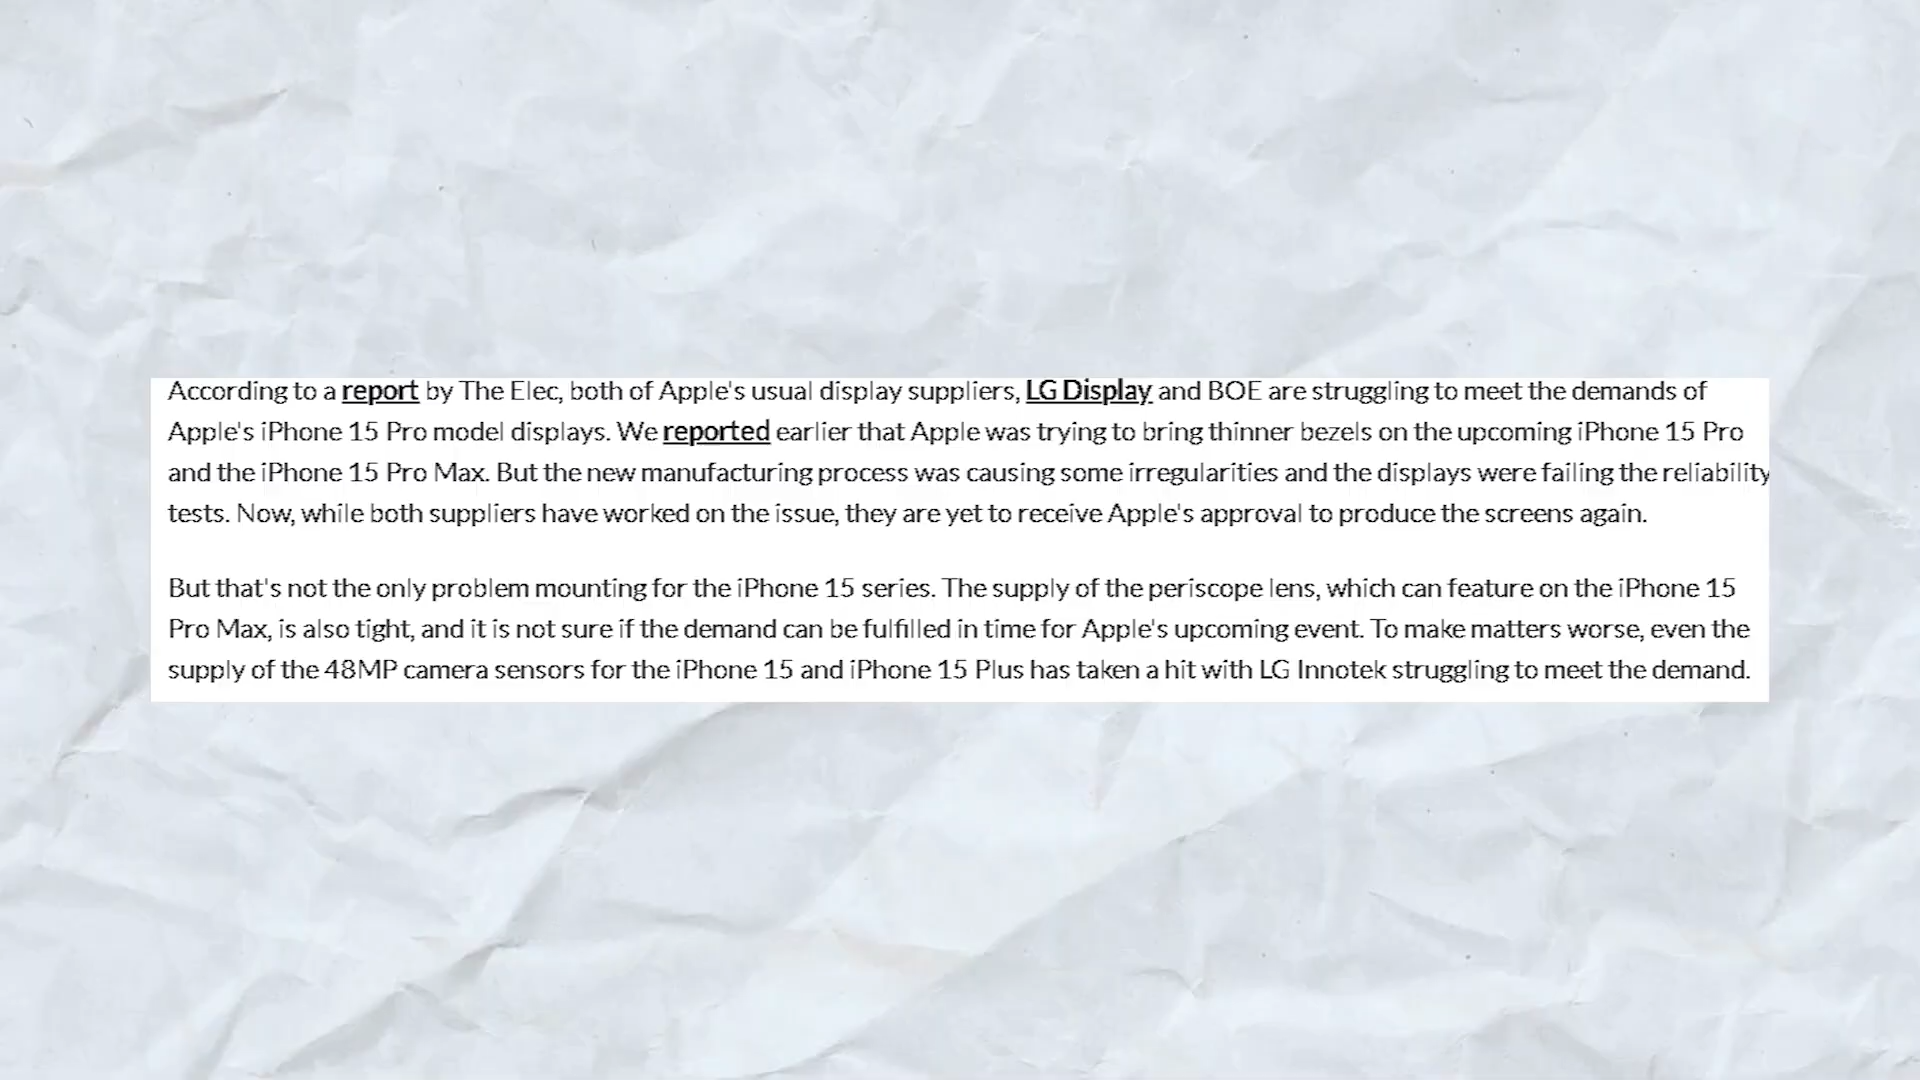 According to a report by The Elec, both of Apple's usual display suppliers, LG Display and BOE are struggling to meet the demands of
Apple's iPhone 15 Pro model displays. We reported earlier that Apple was trying to bring thinner bezels on the upcoming iPhone 15 Pro
and the iPhone 15 Pro Max. But the new manufacturing process was causing some irregularities and the displays were failing the reliability
tests. Now, while both suppliers have worked on the issue, they are yet to receive Apple's approval to produce the screens again.
But that's not the only problem mounting for the iPhone 15 series. The supply of the periscope lens, which can feature on the iPhone 15
Pro Max, is also tight, and it is not sure if the demand can be fulfilled in time for Apple's upcoming event. To make matters worse, even the
supply of the 48MP camera sensors for the iPhone 15 and iPhone 15 Plus has taken a hit with LG Innotek struggling to meet the demand.